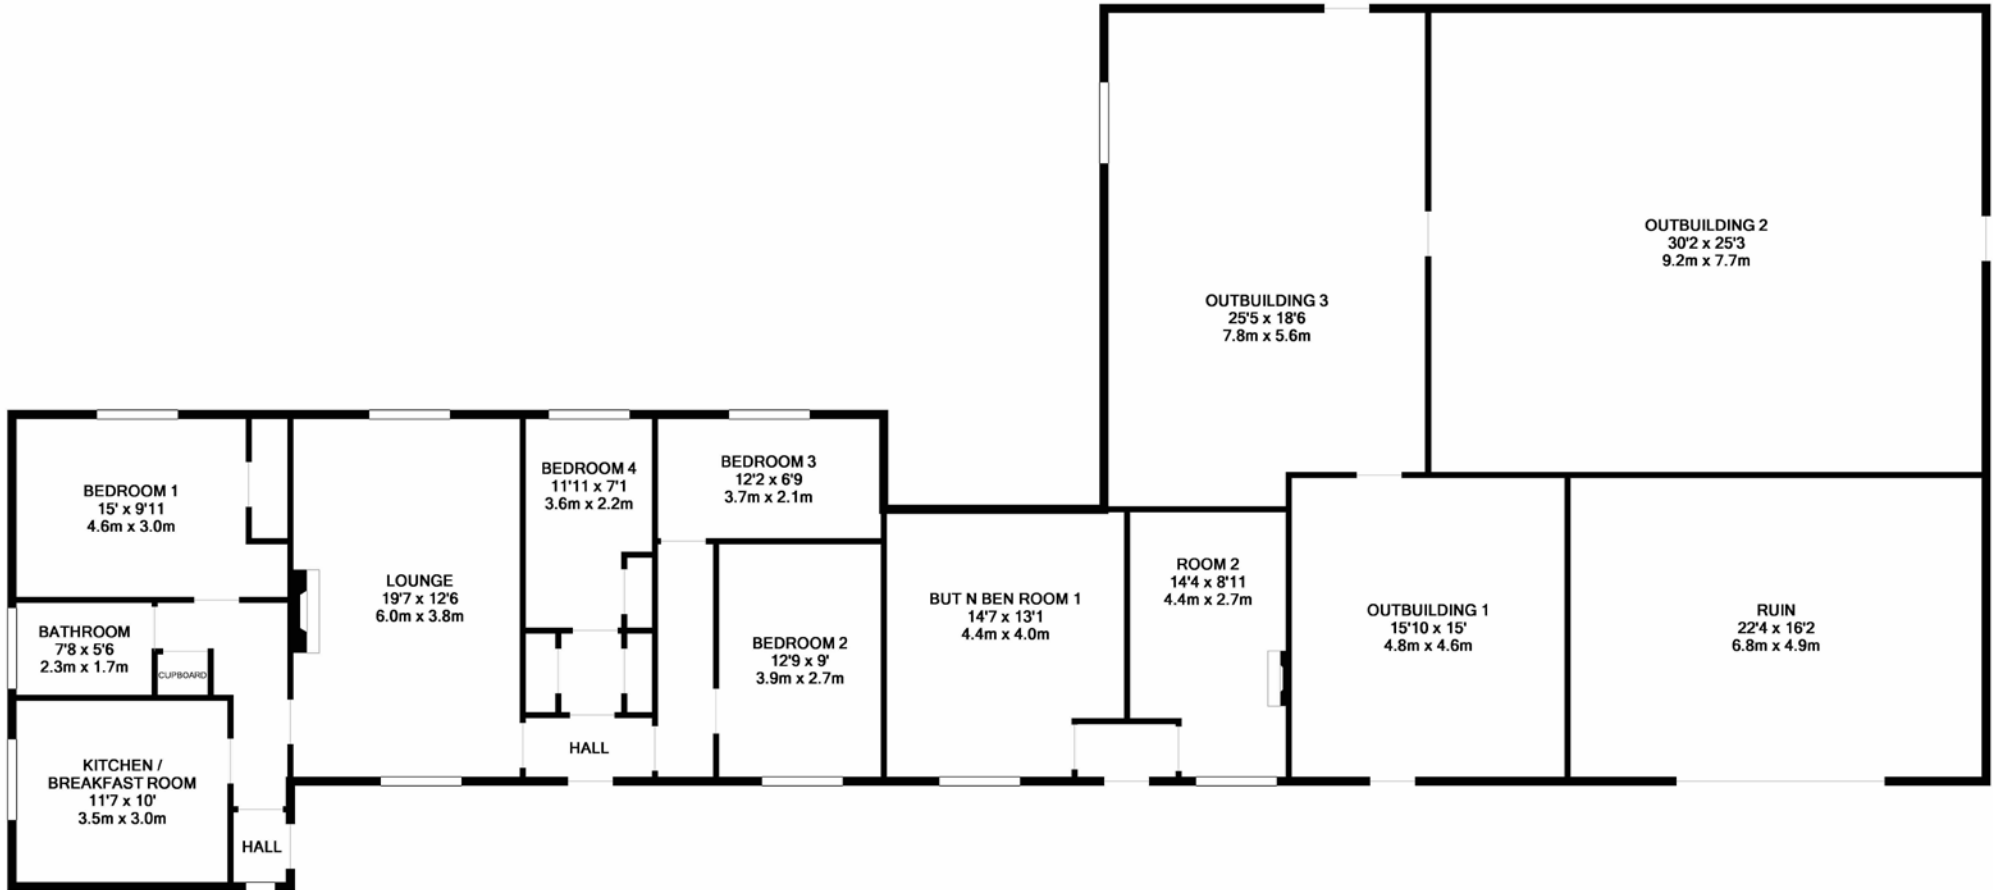 OUTBUILDING 2
30'2 x 25'3
9.2m x 7.7m
OUTBUILDING 3
25'5 x 18'6
7.8m x 5.6m
BEDROOM 1
15' x 9'11
4.6m x 3.0m
LOUNGE
19'7 x 12'6
6.0m x 3.8m
BEDROOM 4
11'11 x 7'1
3.6m x 2.2m
BEDROOM 3
12'2 x 6'9
3.7m x 2.1m
BATHROOM
7'8 x 5'6
2.3m x 1.7m
CUPBOARD
BEDROOM 2
12'9 x 9'
3.9m x 2.7m
BUT N BEN ROOM 1
14'7 x 13'1
4.4m x 4.0m
ROOM 2
14'4 x 8'11
4.4m x 2.7m
OUTBUILDING 1
15'10 x 15'
4.8m x 4.6m
RUIN
22'4 x 16'2
6.8m x 4.9m
HALL
KITCHEN /
BREAKFAST ROOM
11'7 x 10'
3.5m x 3.0m
HALL